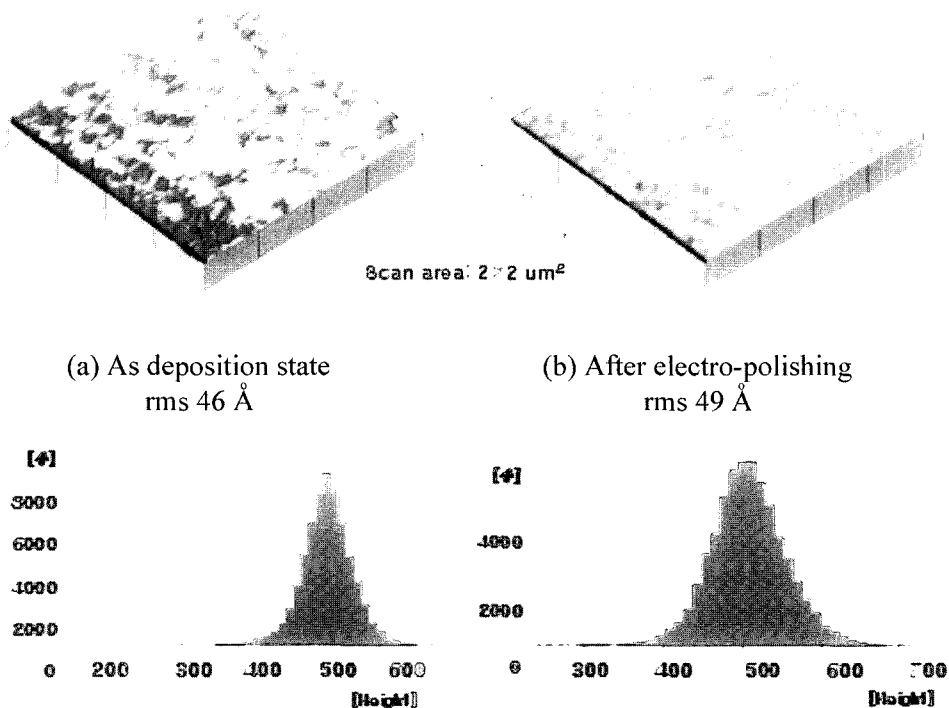 Scan area: 2×2 um²
(a) As deposition state
rms 46 Å
(b) After electro-polishing
rms 49 Å
[#]
8000
6000
4000
2000
0 200 300 400 500 600
[Height]
[#]
4000
2000
0 300 400 500 600 700
[Height]